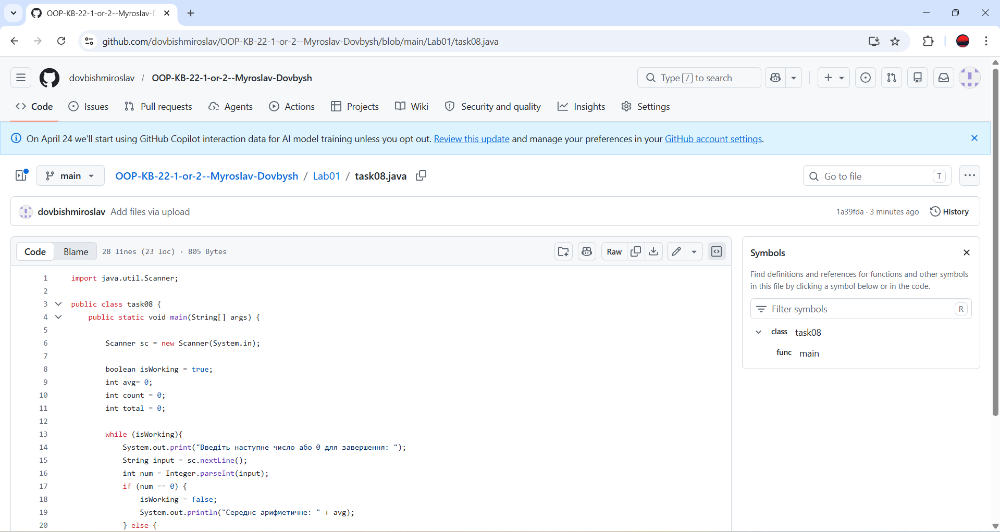 OOP-KB-22-1-or-2--Myroslav-D
github.com/dovbishmiroslav/OOP-KB-22-1-or-2--Myroslav-Dovbysh/blob/main/Lab01/task08.java
dovbishmiroslav / OOP-KB-22-1-or-2--Myroslav-Dovbysh
Type / to search
Code Issues Pull requests Agents Actions Projects Wiki Security and quality Insights Settings
On April 24 we'll start using GitHub Copilot interaction data for AI model training unless you opt out. Review this update and manage your preferences in your GitHub account settings.
main OOP-KB-22-1-or-2--Myroslav-Dovbysh / Lab01 / task08.java
Go to file T
dovbishmiroslav Add files via upload
1a39fda · 3 minutes ago History
Code Blame 28 lines (23 loc) · 805 Bytes
Raw
1 import java.util.Scanner;
2
3 public class task08 {
4 public static void main(String[] args) {
5
6 Scanner sc = new Scanner(System.in);
7
8 boolean isWorking = true;
9 int avg= 0;
10 int count = 0;
11 int total = 0;
12
13 while (isWorking){
14 System.out.print("Введіть наступне число або 0 для завершення: ");
15 String input = sc.nextLine();
16 int num = Integer.parseInt(input);
17 if (num == 0) {
18 isWorking = false;
19 System.out.println("Середнє арифметичне: " + avg);
20 } else {
Symbols
Find definitions and references for functions and other symbols
in this file by clicking a symbol below or in the code.
Filter symbols R
class task08
func main